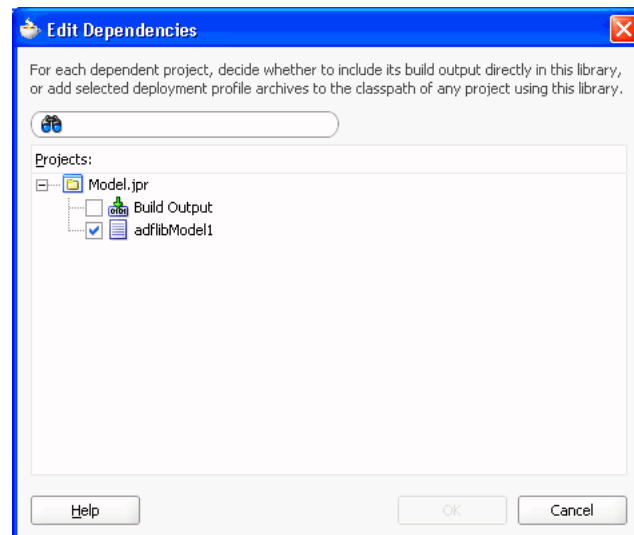 Edit Dependencies
For each dependent project, decide whether to include its build output directly in this library,
or add selected deployment profile archives to the classpath of any project using this library.
Projects:
Model.jpr
Build Output
adflibModel1
Help
OK
Cancel